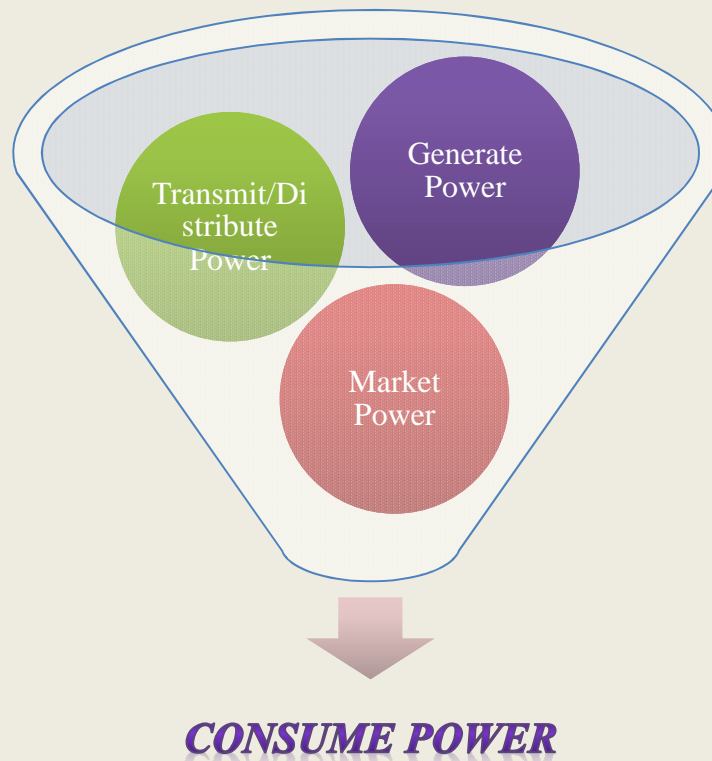 Generate
Power
Transmit/Di
stribute
Power
Market
Power
CONSUME POWER